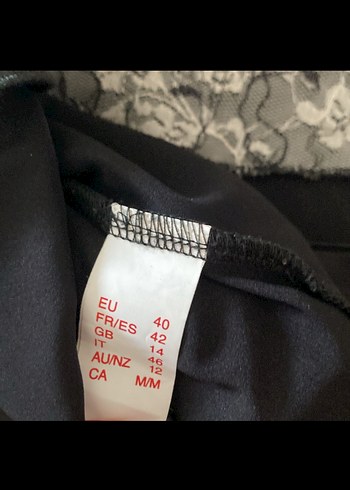 EU 40
FR/ES 42
GB 14
IT 46
AU/NZ 12
CA M/M